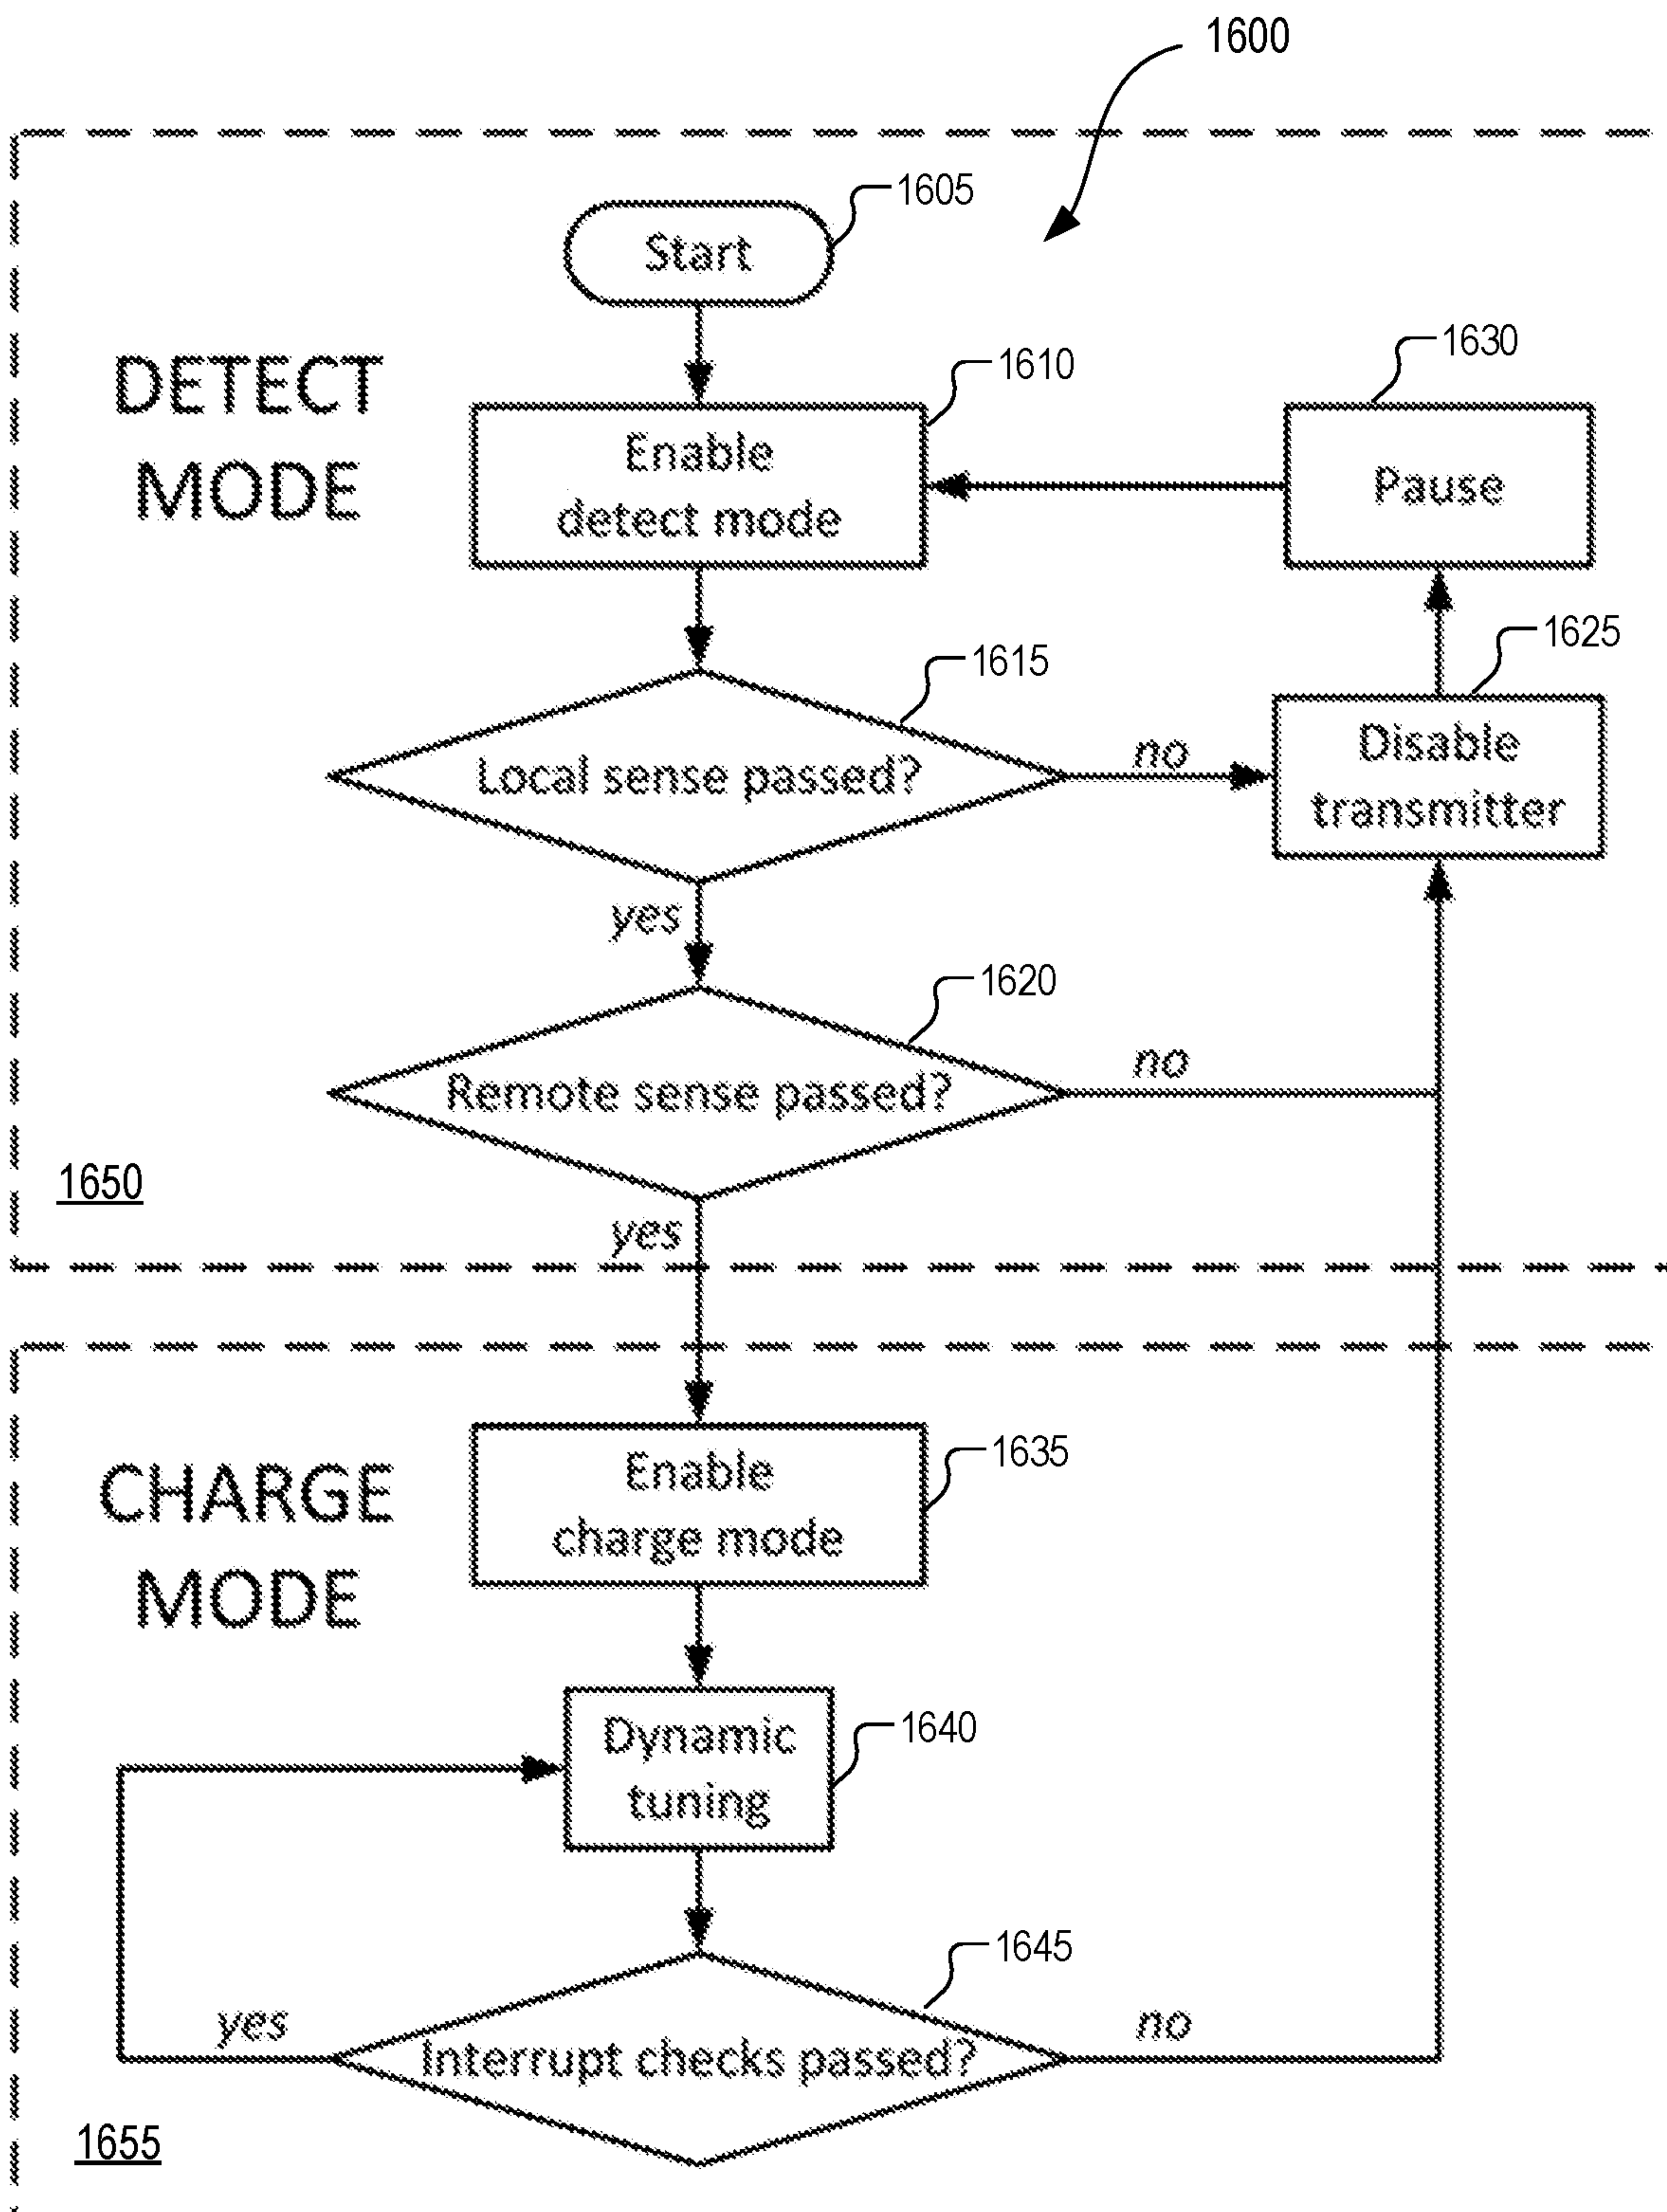 1600
1605
Start
DETECT
MODE
1610
Enable
detect mode
1630
Pause
1615
Local sense passed?
no
1625
Disable
transmitter
yes
1620
Remote sense passed?
no
1650
yes
CHARGE
MODE
1635
Enable
charge mode
1640
Dynamic
tuning
1645
Interrupt checks passed?
yes
no
1655